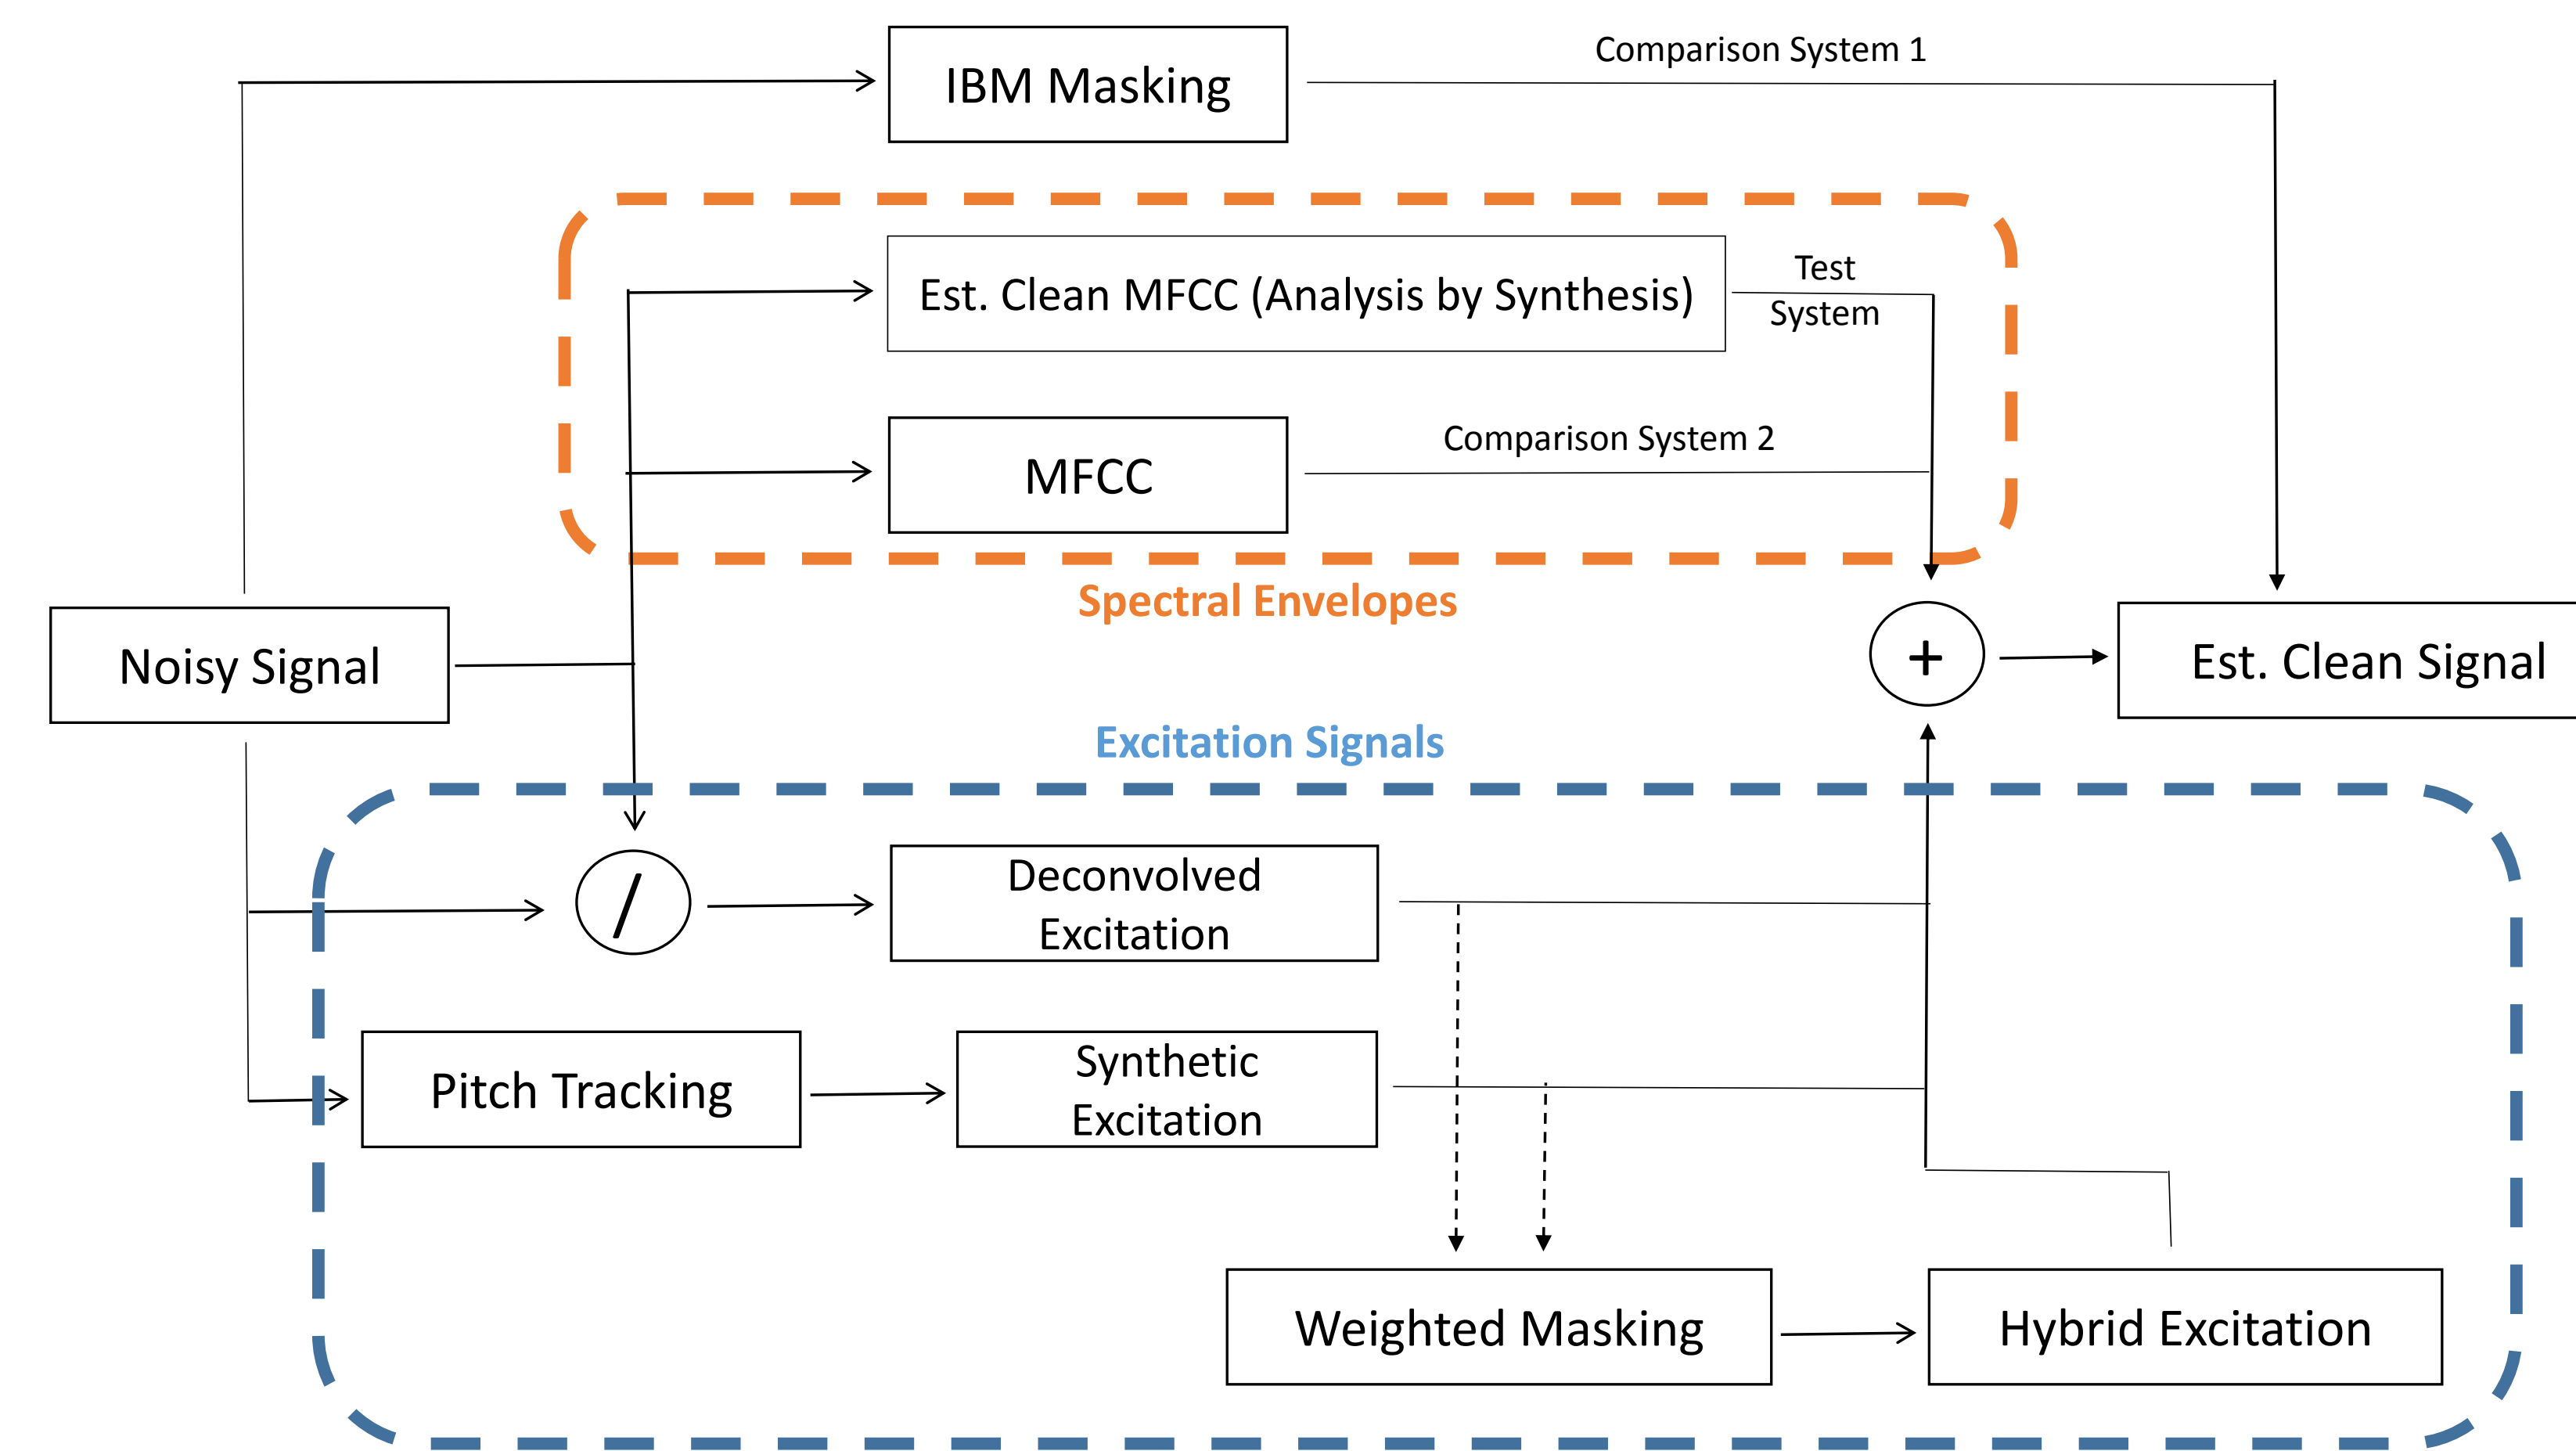 Comparison System 1
IBM Masking
Est. Clean MFCC (Analysis by Synthesis)
Test
System
Comparison System 2
MFCC
Spectral Envelopes
Noisy Signal
+
Est. Clean Signal
Excitation Signals
/
Deconvolved
Excitation
Pitch Tracking
Synthetic
Excitation
Weighted Masking
Hybrid Excitation